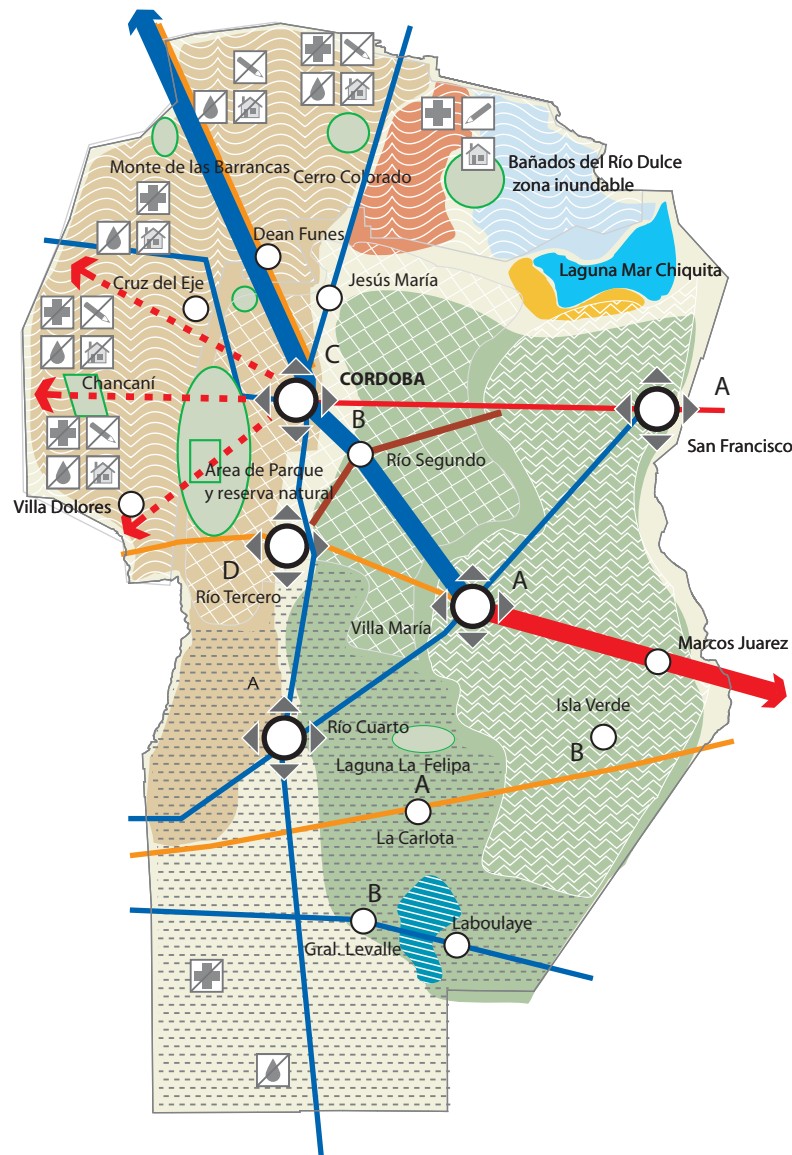 Monte de las Barrancas
Cerro Colorado
Bañados del Río Dulce
zona inundable
Dean Funes
Laguna Mar Chiquita
Cruz del Eje
Jesús María
C
CORDOBA
Chancaní
A
B
San Francisco
Río Segundo
Area de Parque
y reserva natural
Villa Dolores
D
A
Río Tercero
Villa María
Marcos Juarez
A
Isla Verde
Río Cuarto
B
Laguna La Felipa
A
La Carlota
B
Laboulaye
Gral. Levalle